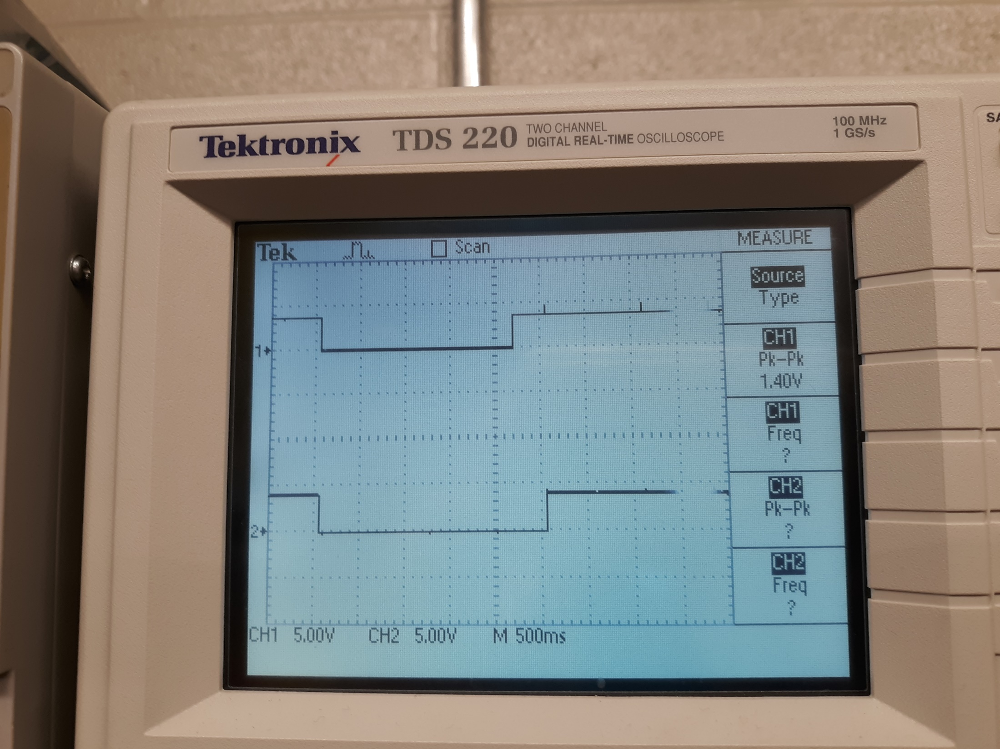 Tektronix TDS 220 TWO CHANNEL
DIGITAL REAL-TIME OSCILLOSCOPE
100 MHz
1 GS/s
Tek Scan MEASURE
Source
Type
CH1
Pk-Pk
1.40V
CH1
Freq
?
CH2
Pk-Pk
?
CH2
Freq
?
1
2
CH1 5.00V CH2 5.00V M 500ms